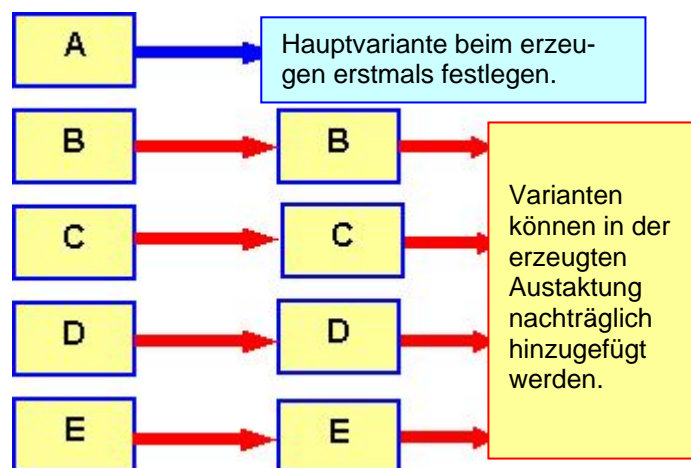 A
Hauptvariante beim erzeu-
gen erstmals festlegen.
B
B
C
C
D
D
E
E
Varianten
können in der
erzeugten
Austaktung
nachträglich
hinzugefügt
werden.